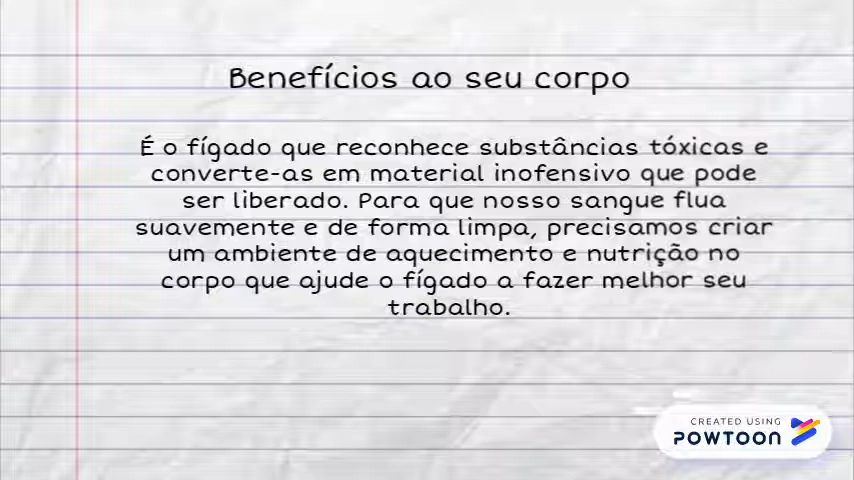 Benefícios ao seu corpo
É o fígado que reconhece substâncias tóxicas e
converte-as em material inofensivo que pode
ser liberado. Para que nosso sangue flua
suavemente e de forma limpa, precisamos criar
um ambiente de aquecimento e nutrição no
corpo que ajude o fígado a fazer melhor seu
trabalho.
CREATED USING
POWTOON